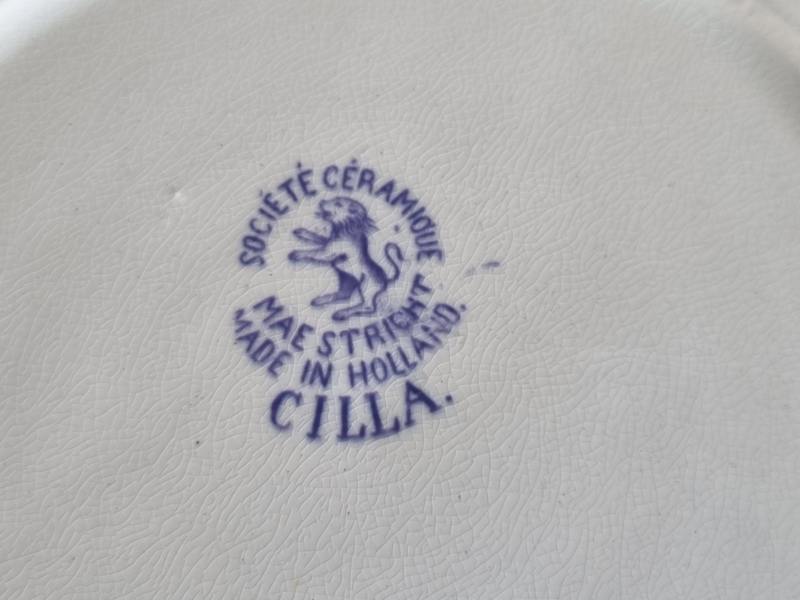 SOCIÉTÉ CÉRAMIQUE
MAESTRICHT
MADE IN HOLLAND.
CILLA.